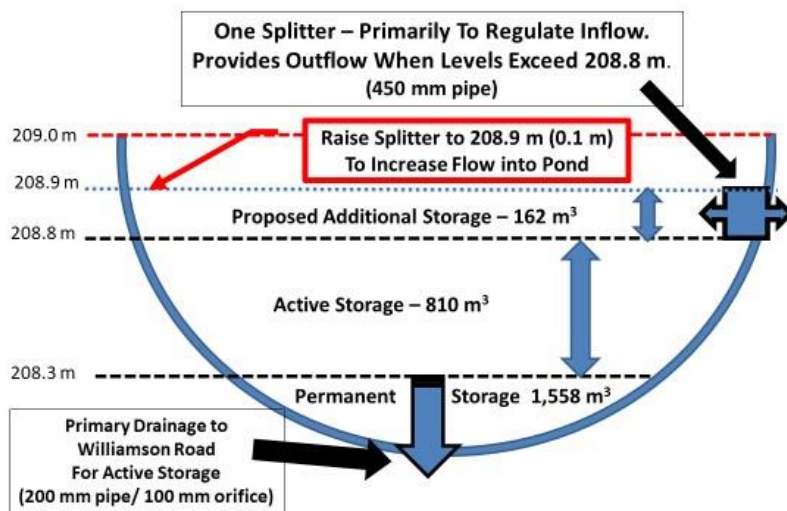 One Splitter – Primarily To Regulate Inflow.
Provides Outflow When Levels Exceed 208.8 m.
(450 mm pipe)
209.0 m
Raise Splitter to 208.9 m (0.1 m)
To Increase Flow into Pond
208.9 m
Proposed Additional Storage – 162 m³
208.8 m
Active Storage – 810 m³
208.3 m
Permanent Storage 1,558 m³
Primary Drainage to
Williamson Road
For Active Storage
(200 mm pipe/ 100 mm orifice)